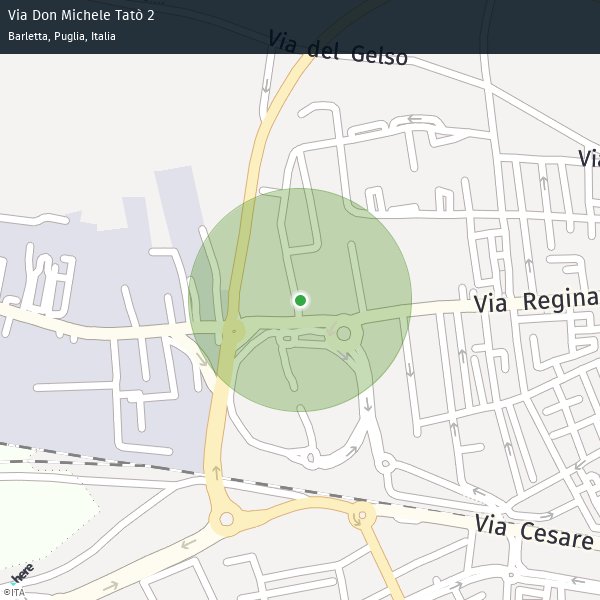 Via Don Michele Tatò 2
Barletta, Puglia, Italia
Via del Gelso
Via
Via Regina
Via Cesare
here
©ITA